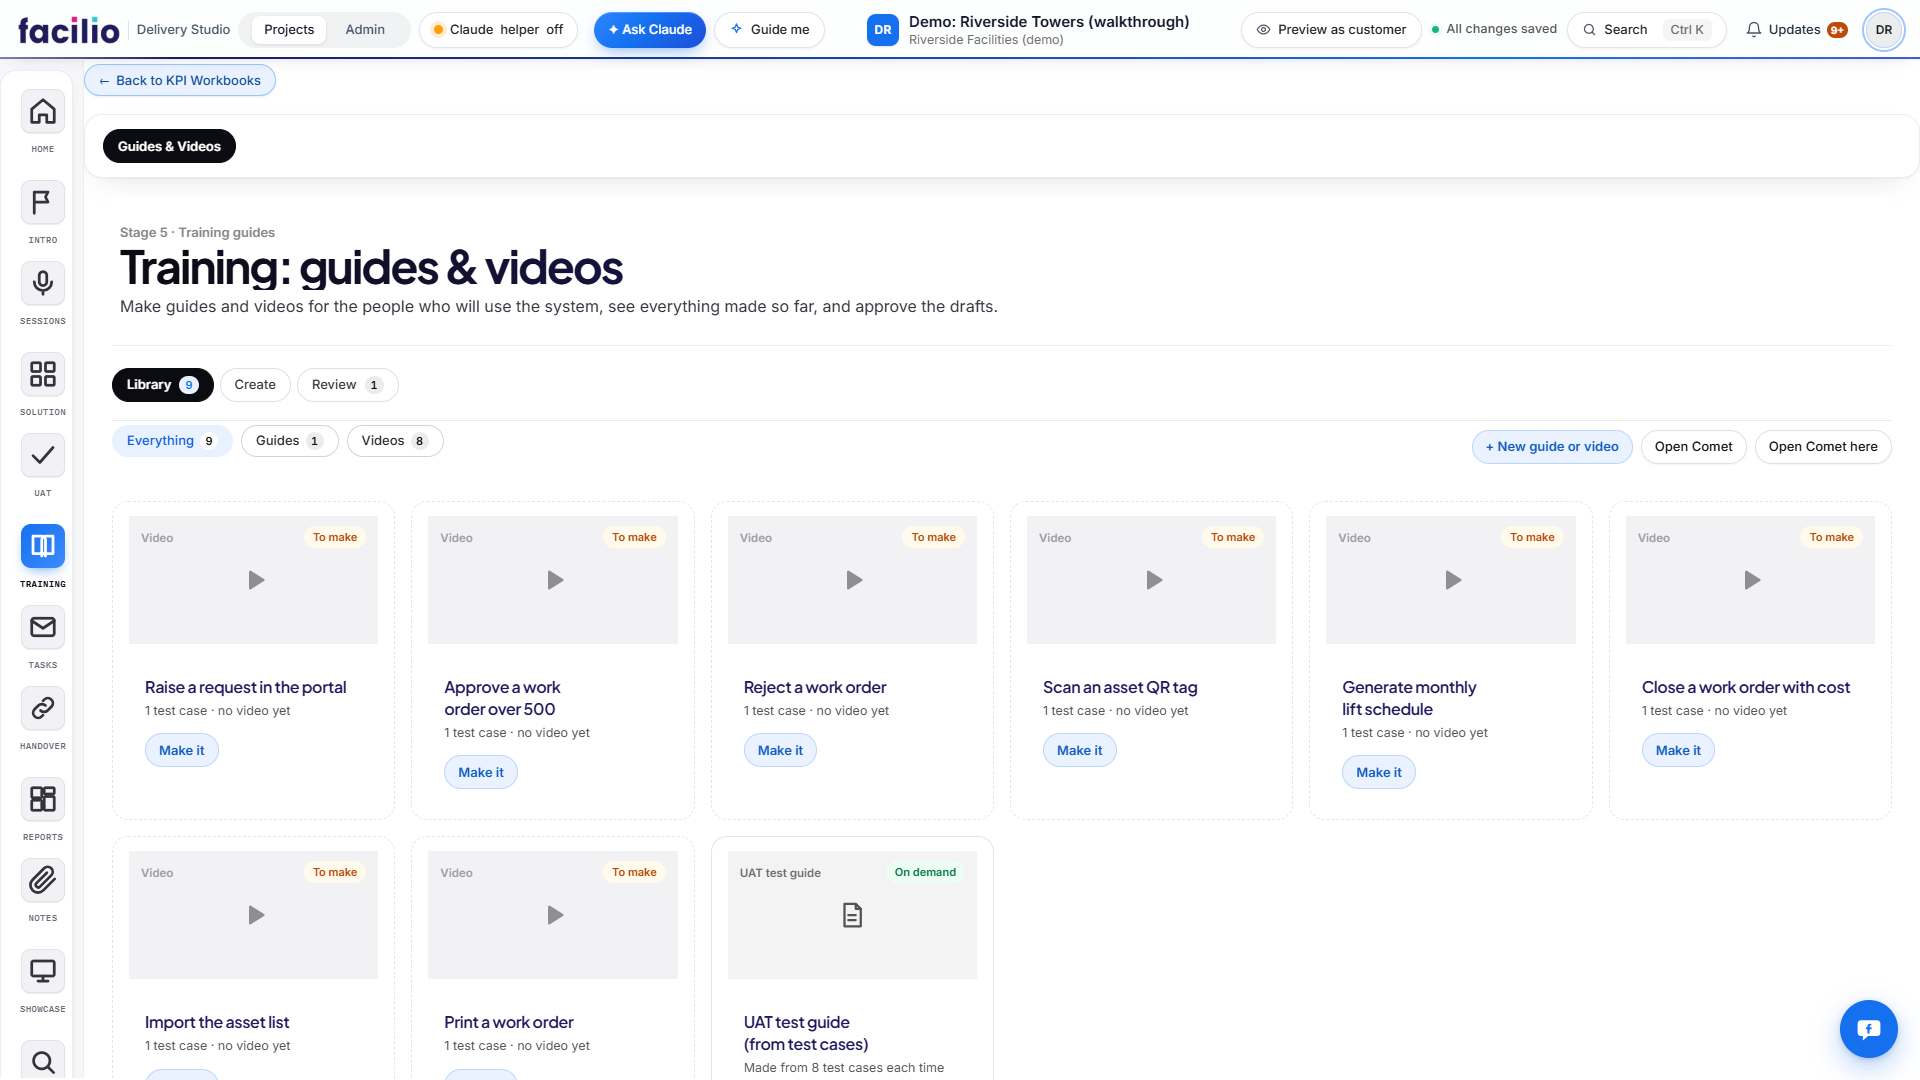 facilio
Delivery Studio
Projects
Admin
Claude helper off
✦ Ask Claude
Guide me
DR
Demo: Riverside Towers (walkthrough)
Riverside Facilities (demo)
Preview as customer
All changes saved
Search
Ctrl K
Updates
9+
DR
← Back to KPI Workbooks
HOME
INTRO
SESSIONS
SOLUTION
UAT
TRAINING
TASKS
HANDOVER
REPORTS
NOTES
SHOWCASE
Guides & Videos
Stage 5 · Training guides
Training: guides & videos
Make guides and videos for the people who will use the system, see everything made so far, and approve the drafts.
Library 9
Create
Review 1
Everything 9
Guides 1
Videos 8
+ New guide or video
Open Comet
Open Comet here
Video
To make
Raise a request in the portal
1 test case · no video yet
Make it
Video
To make
Approve a work
order over 500
1 test case · no video yet
Make it
Video
To make
Reject a work order
1 test case · no video yet
Make it
Video
To make
Scan an asset QR tag
1 test case · no video yet
Make it
Video
To make
Generate monthly
lift schedule
1 test case · no video yet
Make it
Video
To make
Close a work order with cost
1 test case · no video yet
Make it
Video
To make
Import the asset list
1 test case · no video yet
Video
To make
Print a work order
1 test case · no video yet
UAT test guide
On demand
UAT test guide
(from test cases)
Made from 8 test cases each time